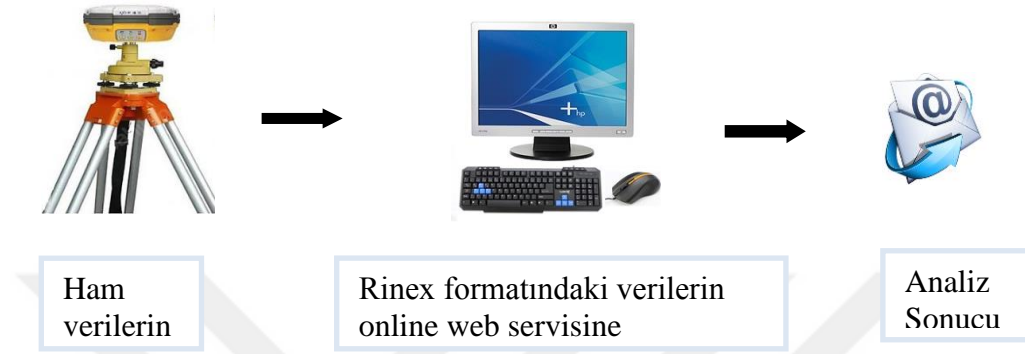 Ham
verilerin
Rinex formatındaki verilerin
online web servisine
Analiz
Sonucu